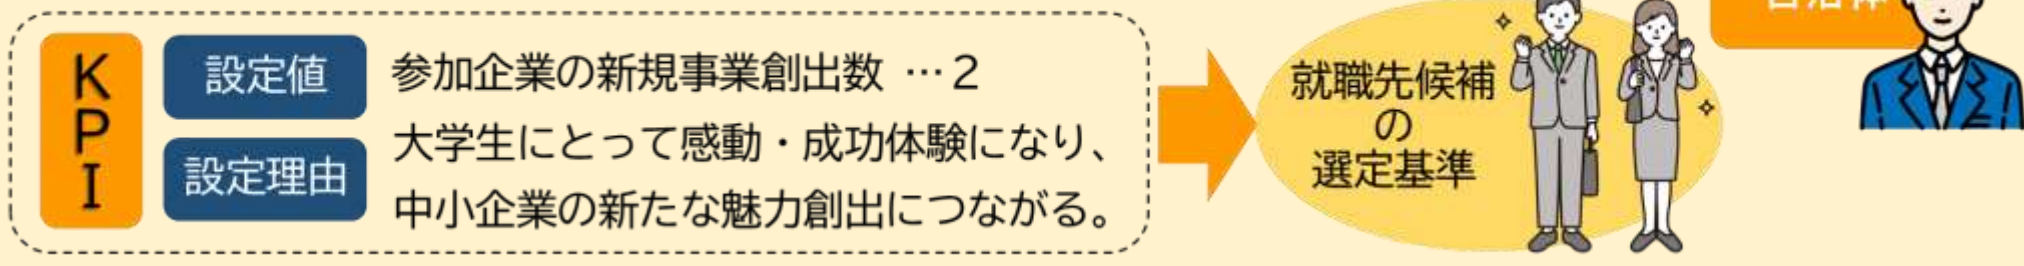 KPI
設定値
参加企業の新規事業創出数 …2
設定理由
大学生にとって感動・成功体験になり、
中小企業の新たな魅力創出につながる。
就職先候補
の
選定基準
自治体